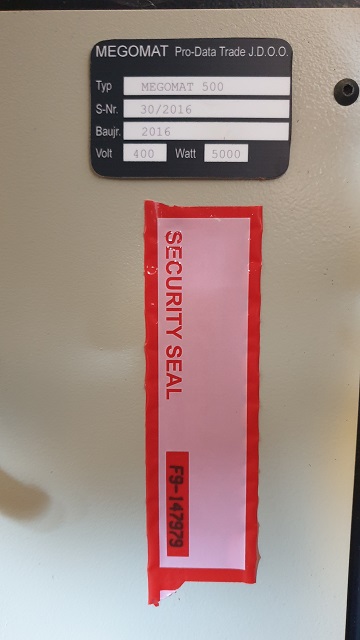 MEGOMAT Pro-Data Trade J.D.O.O.
Typ MEGOMAT 500
S-Nr. 30/2016
Baujr. 2016
Volt 400 Watt 5000
SECURITY SEAL
F9-147979